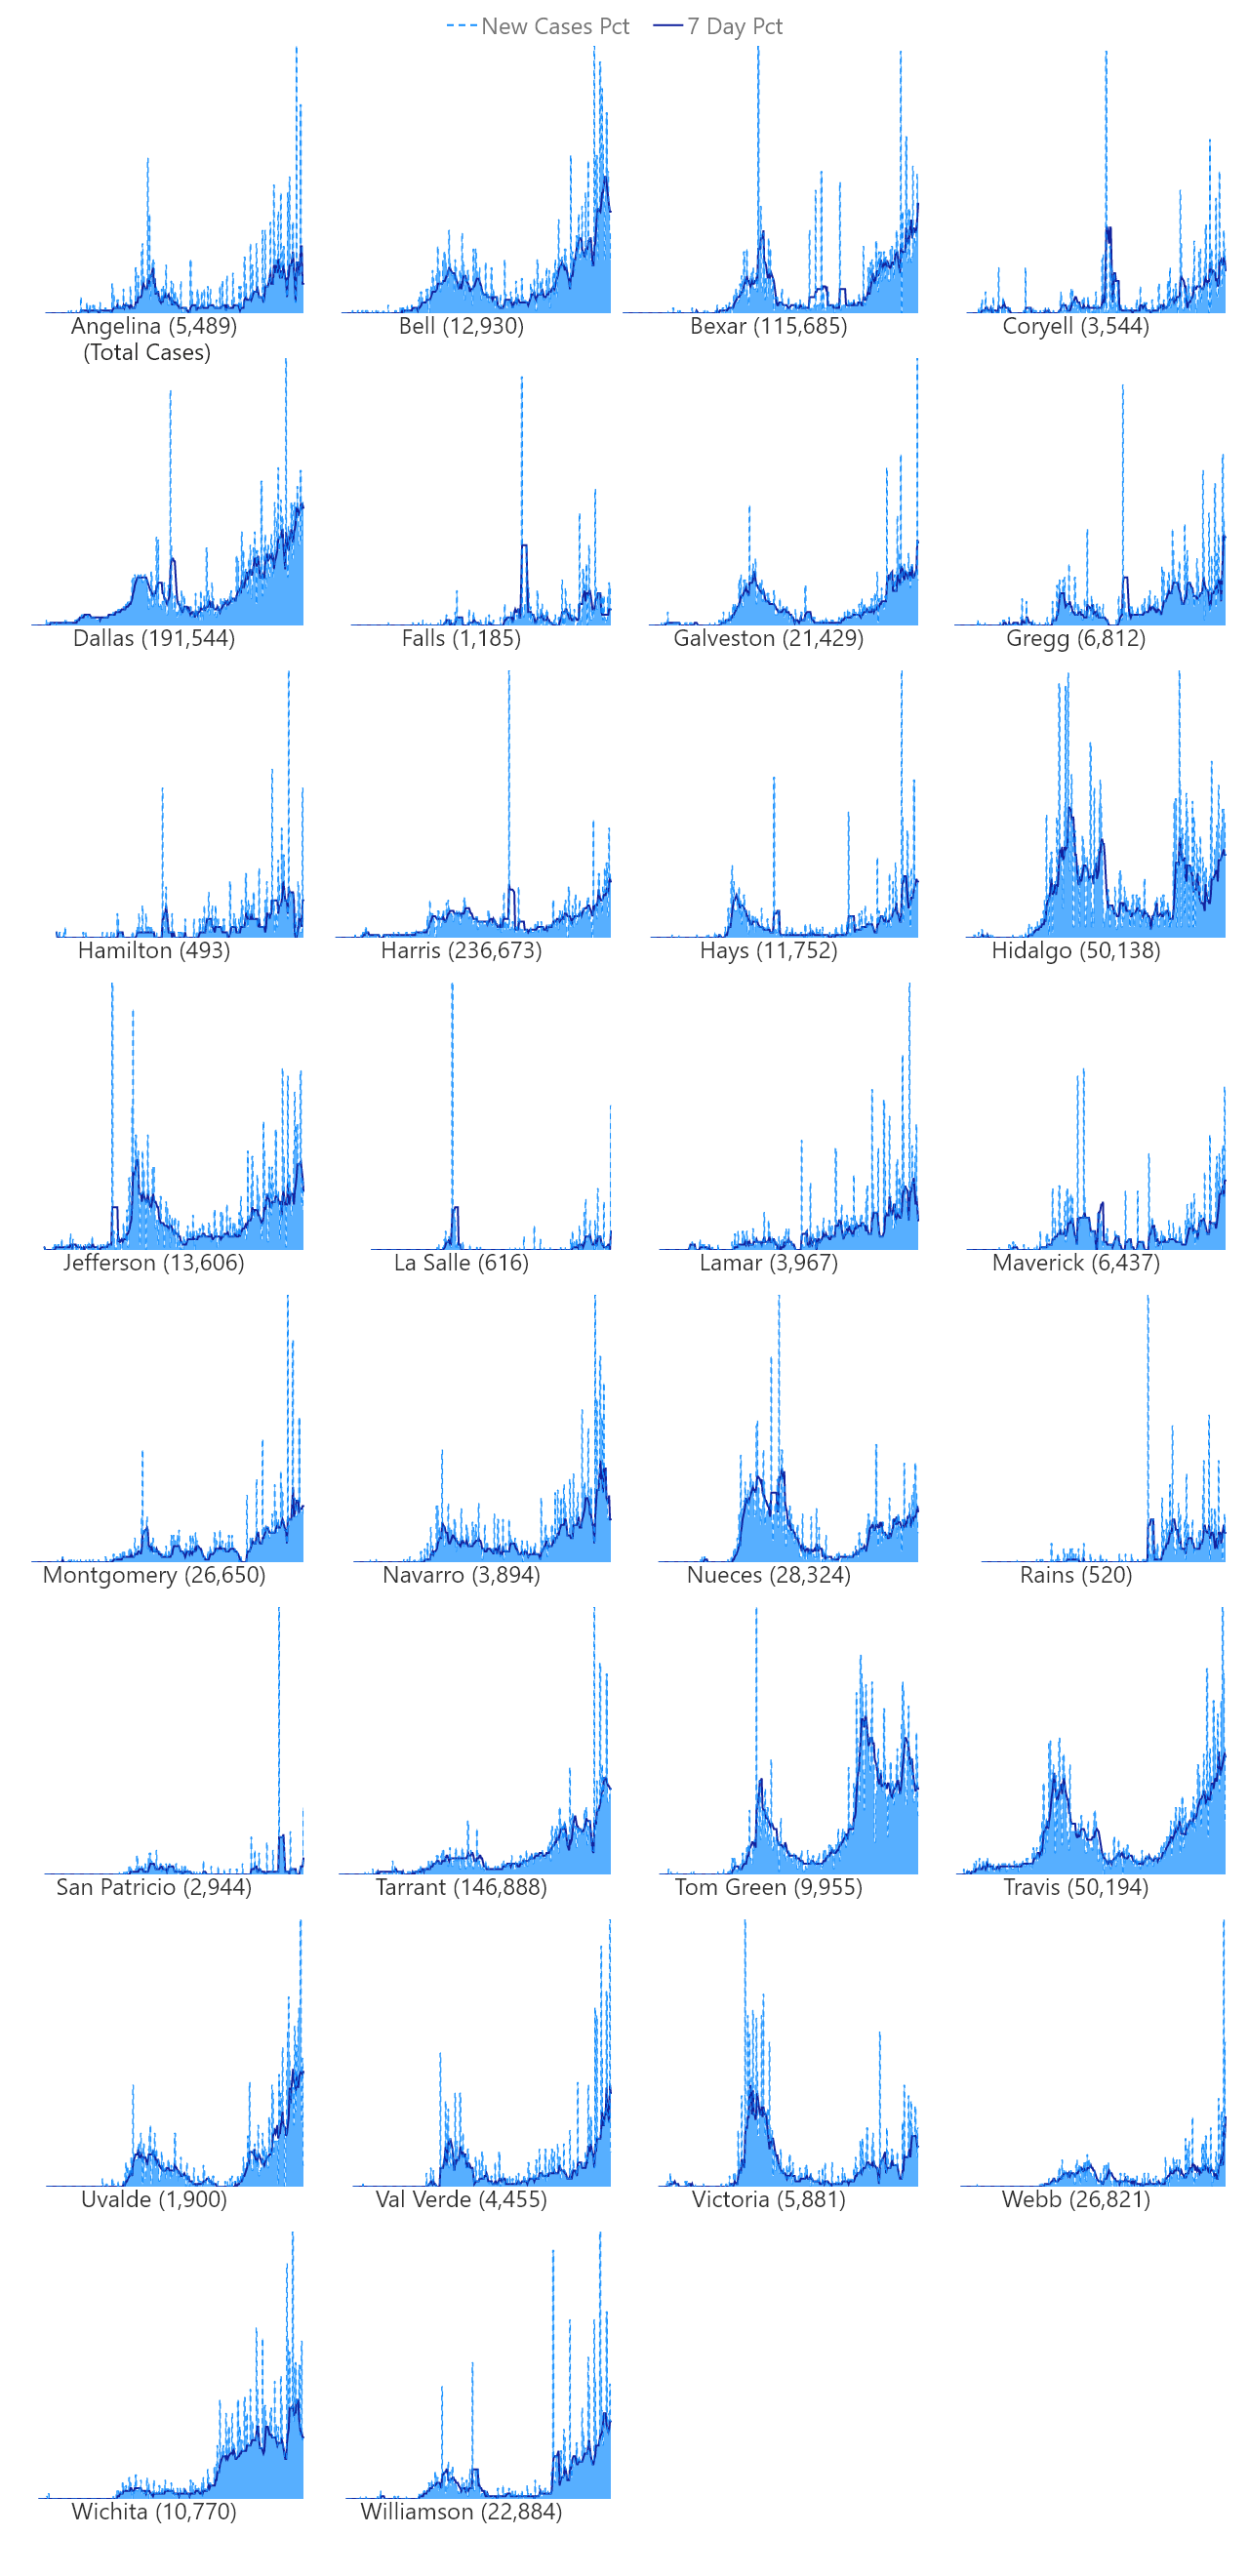 New Cases Pct 7 Day Pct
Angelina (5,489) Bell (12,930) Bexar (115,685) Coryell (3,544)
(Total Cases)
Dallas (191,544) Falls (1,185) Galveston (21,429) Gregg (6,812)
Hamilton (493) Harris (236,673) Hays (11,752) Hidalgo (50,138)
Jefferson (13,606) La Salle (616) Lamar (3,967) Maverick (6,437)
Montgomery (26,650) Navarro (3,894) Nueces (28,324) Rains (520)
San Patricio (2,944) Tarrant (146,888) Tom Green (9,955) Travis (50,194)
Uvalde (1,900) Val Verde (4,455) Victoria (5,881) Webb (26,821)
Wichita (10,770) Williamson (22,884)